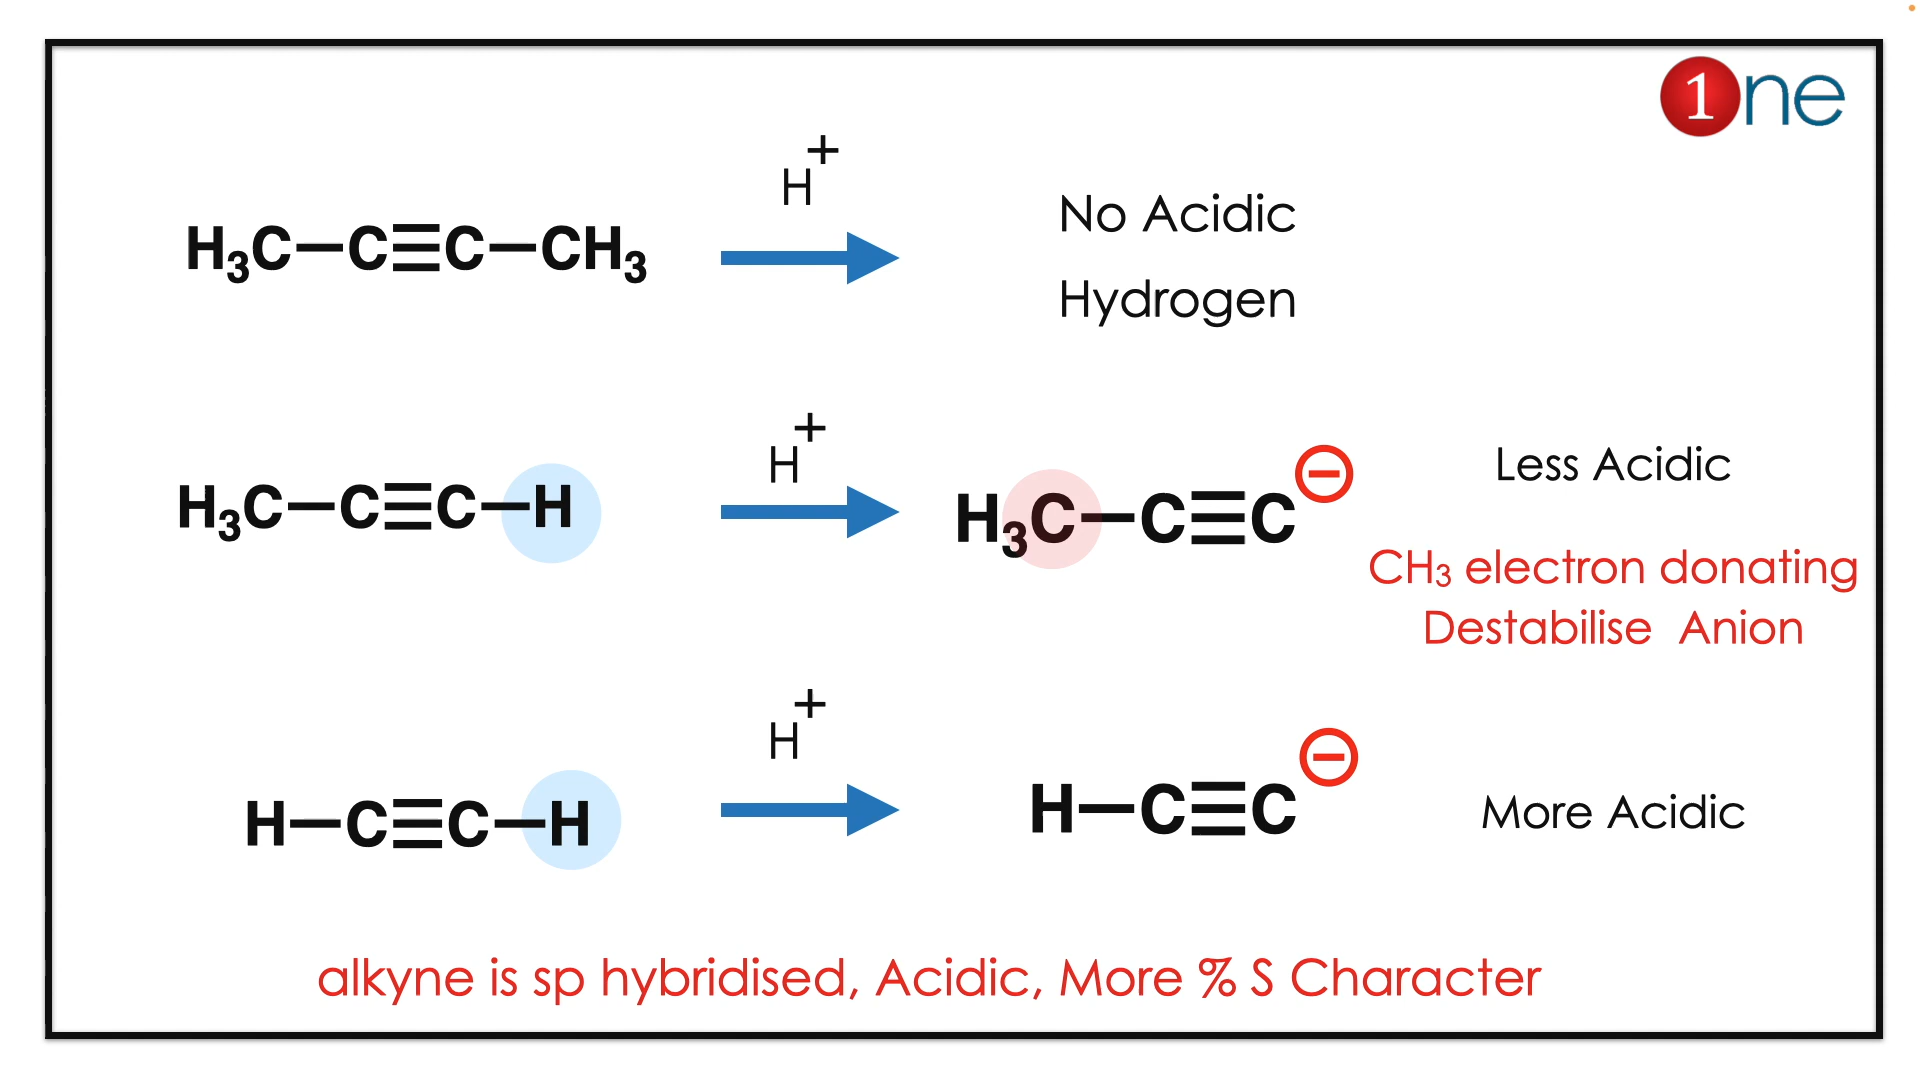 1ne
H+
H₃C—C≡C—CH₃
No Acidic
Hydrogen
H+
H₃C—C≡C—H
H₃C—C≡C⊖
Less Acidic
CH₃ electron donating
Destabilise Anion
H+
H—C≡C—H
H—C≡C⊖
More Acidic
alkyne is sp hybridised, Acidic, More % S Character